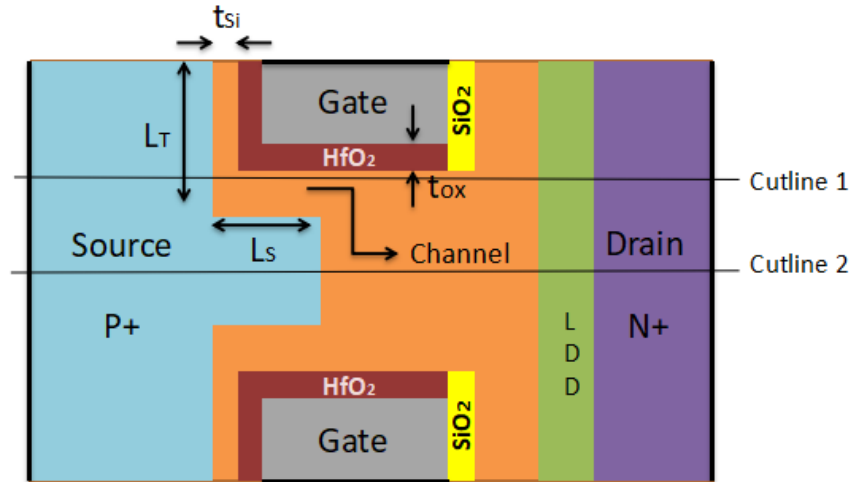 tSi
Gate
SiO2
LT
HfO2
tox
Cutline 1
Source
LS
Channel
Drain
Cutline 2
P+
L
D
D
N+
HfO2
Gate
SiO2